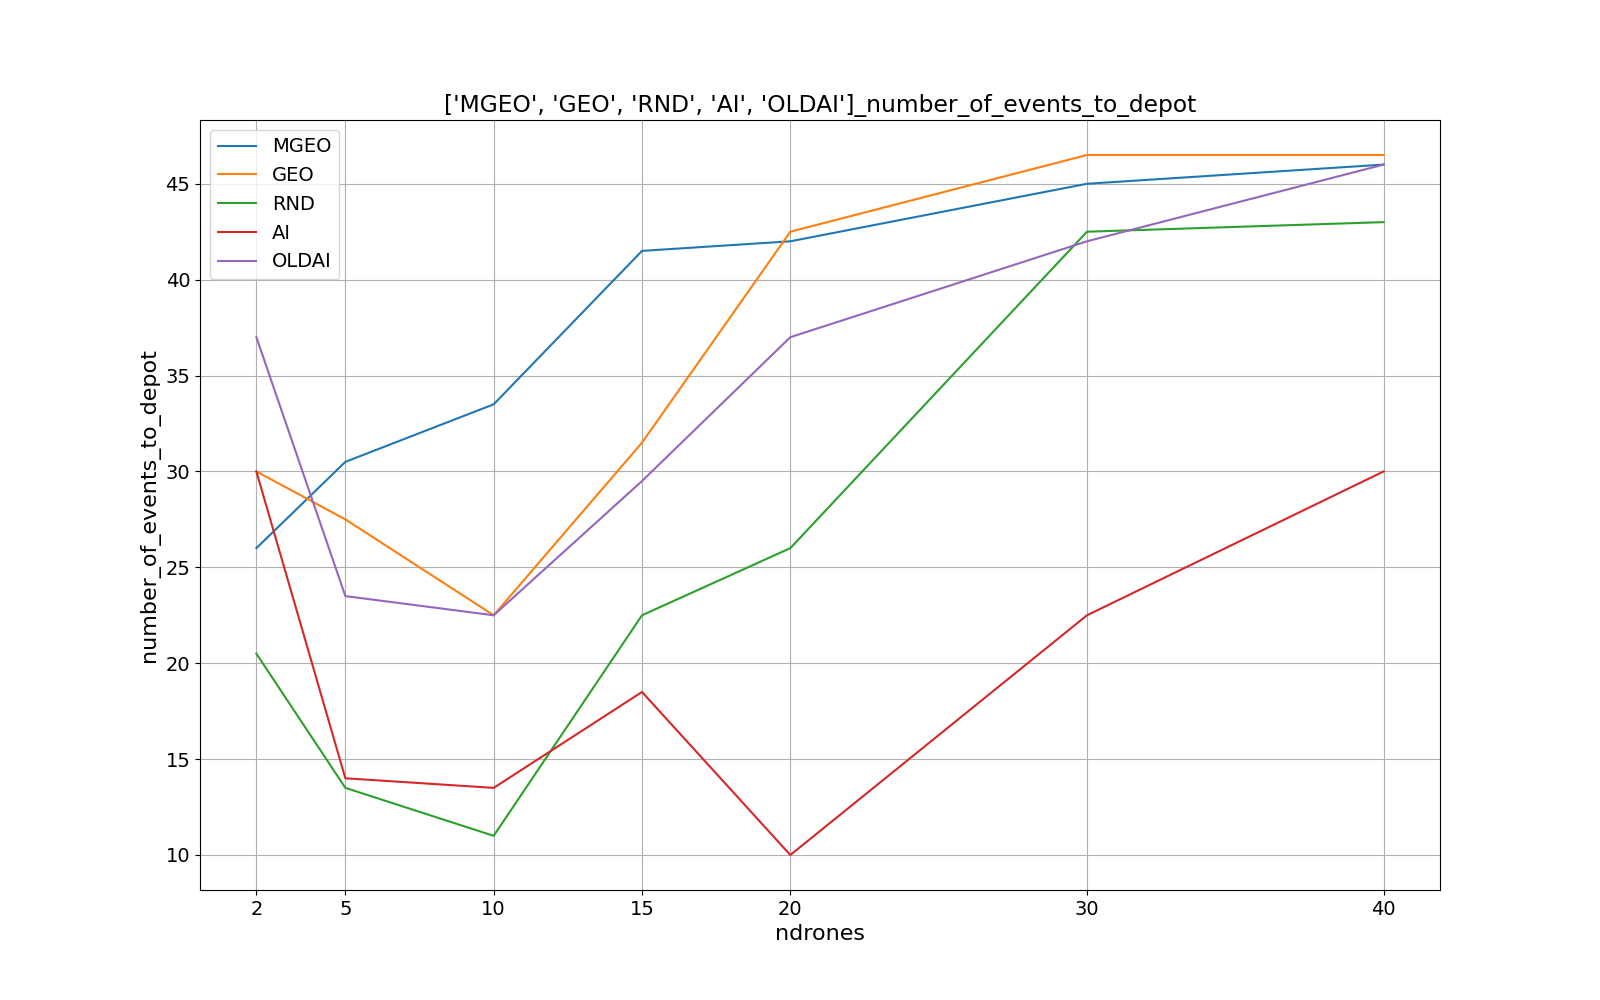 ['MGEO', 'GEO', 'RND', 'AI', 'OLDAI']_number_of_events_to_depot
MGEO
GEO
RND
AI
OLDAI
number_of_events_to_depot
45
40
35
30
25
20
15
10
2 5 10 15 20 30 40
ndrones